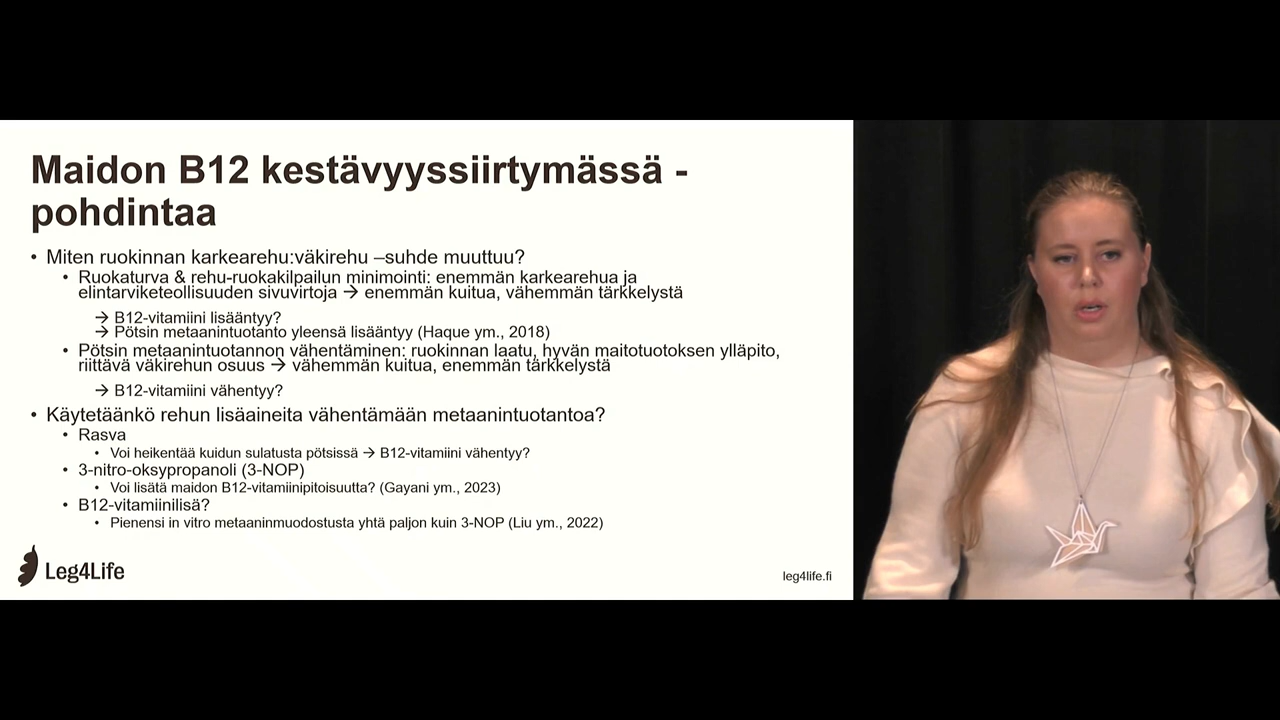 Maidon B12 kestävyyssiirtymässä -
pohdintaa
• Miten ruokinnan karkearehu:väkirehu –suhde muuttuu?
• Ruokaturva & rehu-ruokakilpailun minimointi: enemmän karkearehua ja
elintarviketeollisuuden sivuvirtoja → enemmän kuitua, vähemmän tärkkelystä
→ B12-vitamiini lisääntyy?
→ Pötsin metaanintuotanto yleensä lisääntyy (Haque ym., 2018)
• Pötsin metaanintuotannon vähentäminen: ruokinnan laatu, hyvän maitotuotoksen ylläpito,
riittävä väkirehun osuus → vähemmän kuitua, enemmän tärkkelystä
→ B12-vitamiini vähentyy?
• Käytetäänkö rehun lisäaineita vähentämään metaanintuotantoa?
• Rasva
• Voi heikentää kuidun sulatusta pötsissä → B12-vitamiini vähentyy?
• 3-nitro-oksypropanoli (3-NOP)
• Voi lisätä maidon B12-vitamiinipitoisuutta? (Gayani ym., 2023)
• B12-vitamiinilisä?
• Pienensi in vitro metaaninmuodostusta yhtä paljon kuin 3-NOP (Liu ym., 2022)
Leg4Life
leg4life.fi